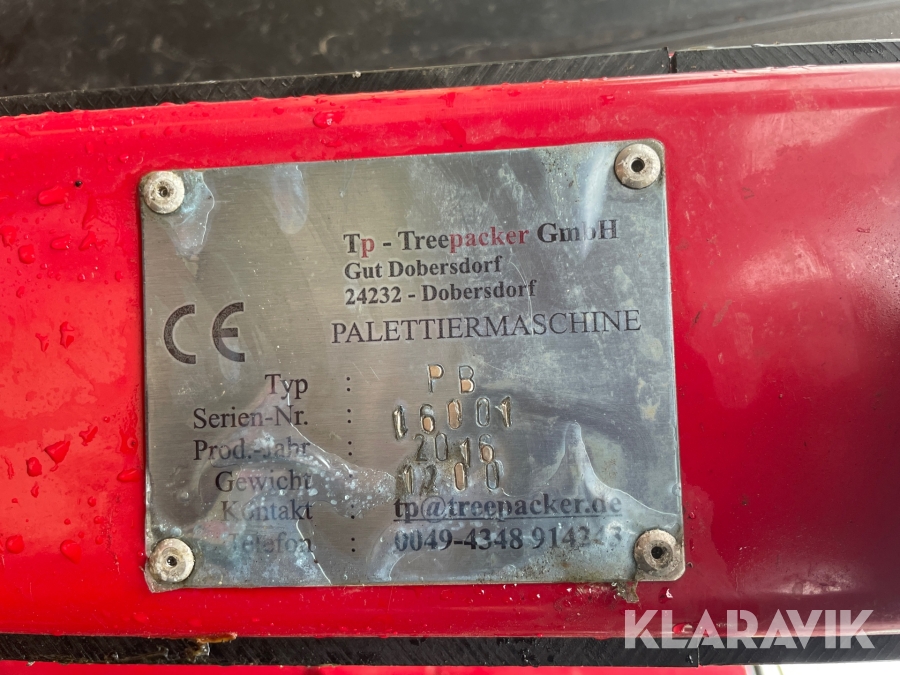 Tp - Treepacker GmbH
Gut Dobersdorf
24232 - Dobersdorf
CE
PALETTIERMASCHINE
Typ : PB
Serien-Nr. : 16001
Prod.-Jahr : 2016
Gewicht : 1200
Kontakt : tp@treepacker.de
Telefon : 0049-4348 914243
KLARAVIK